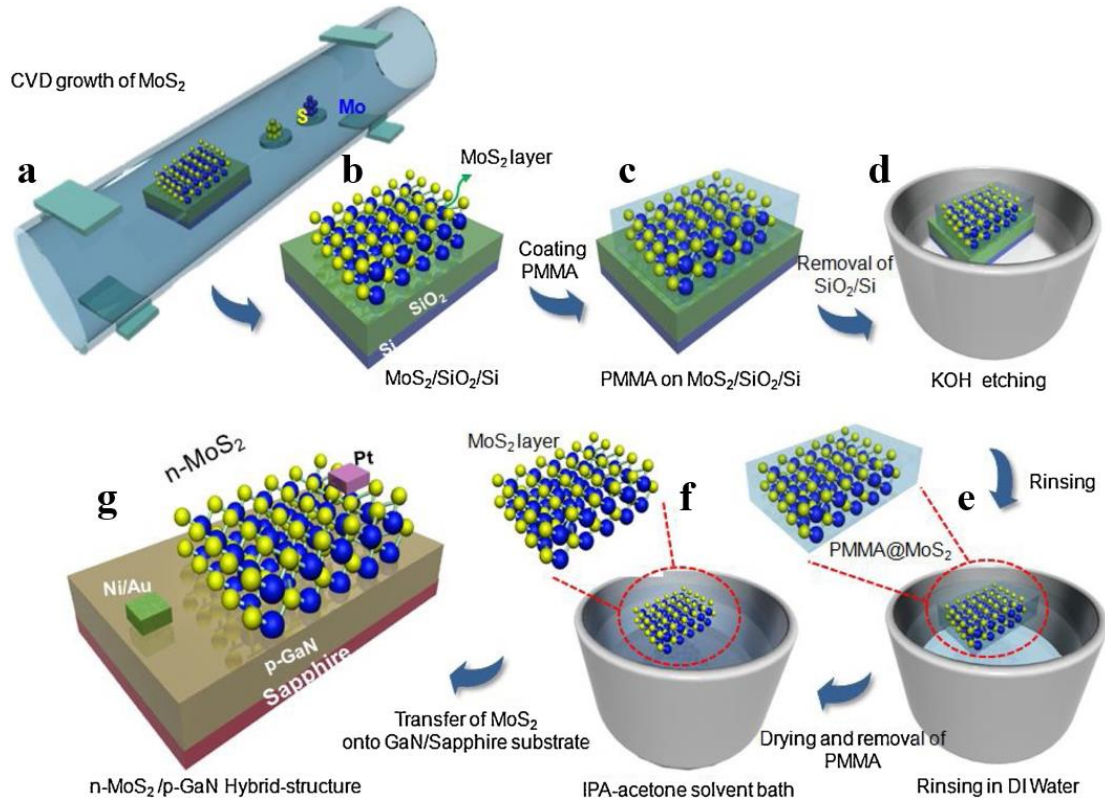 CVD growth of MoS₂
S
Mo
a
b
MoS₂ layer
SiO₂
Si
MoS₂/SiO₂/Si
Coating
PMMA
c
PMMA on MoS₂/SiO₂/Si
Removal of
SiO₂/Si
d
KOH etching
Rinsing
e
PMMA@MoS₂
Rinsing in DI Water
Drying and removal of
PMMA
f
MoS₂ layer
IPA-acetone solvent bath
Transfer of MoS₂
onto GaN/Sapphire substrate
g
n-MoS₂
Pt
Ni/Au
p-GaN
Sapphire
n-MoS₂/p-GaN Hybrid-structure